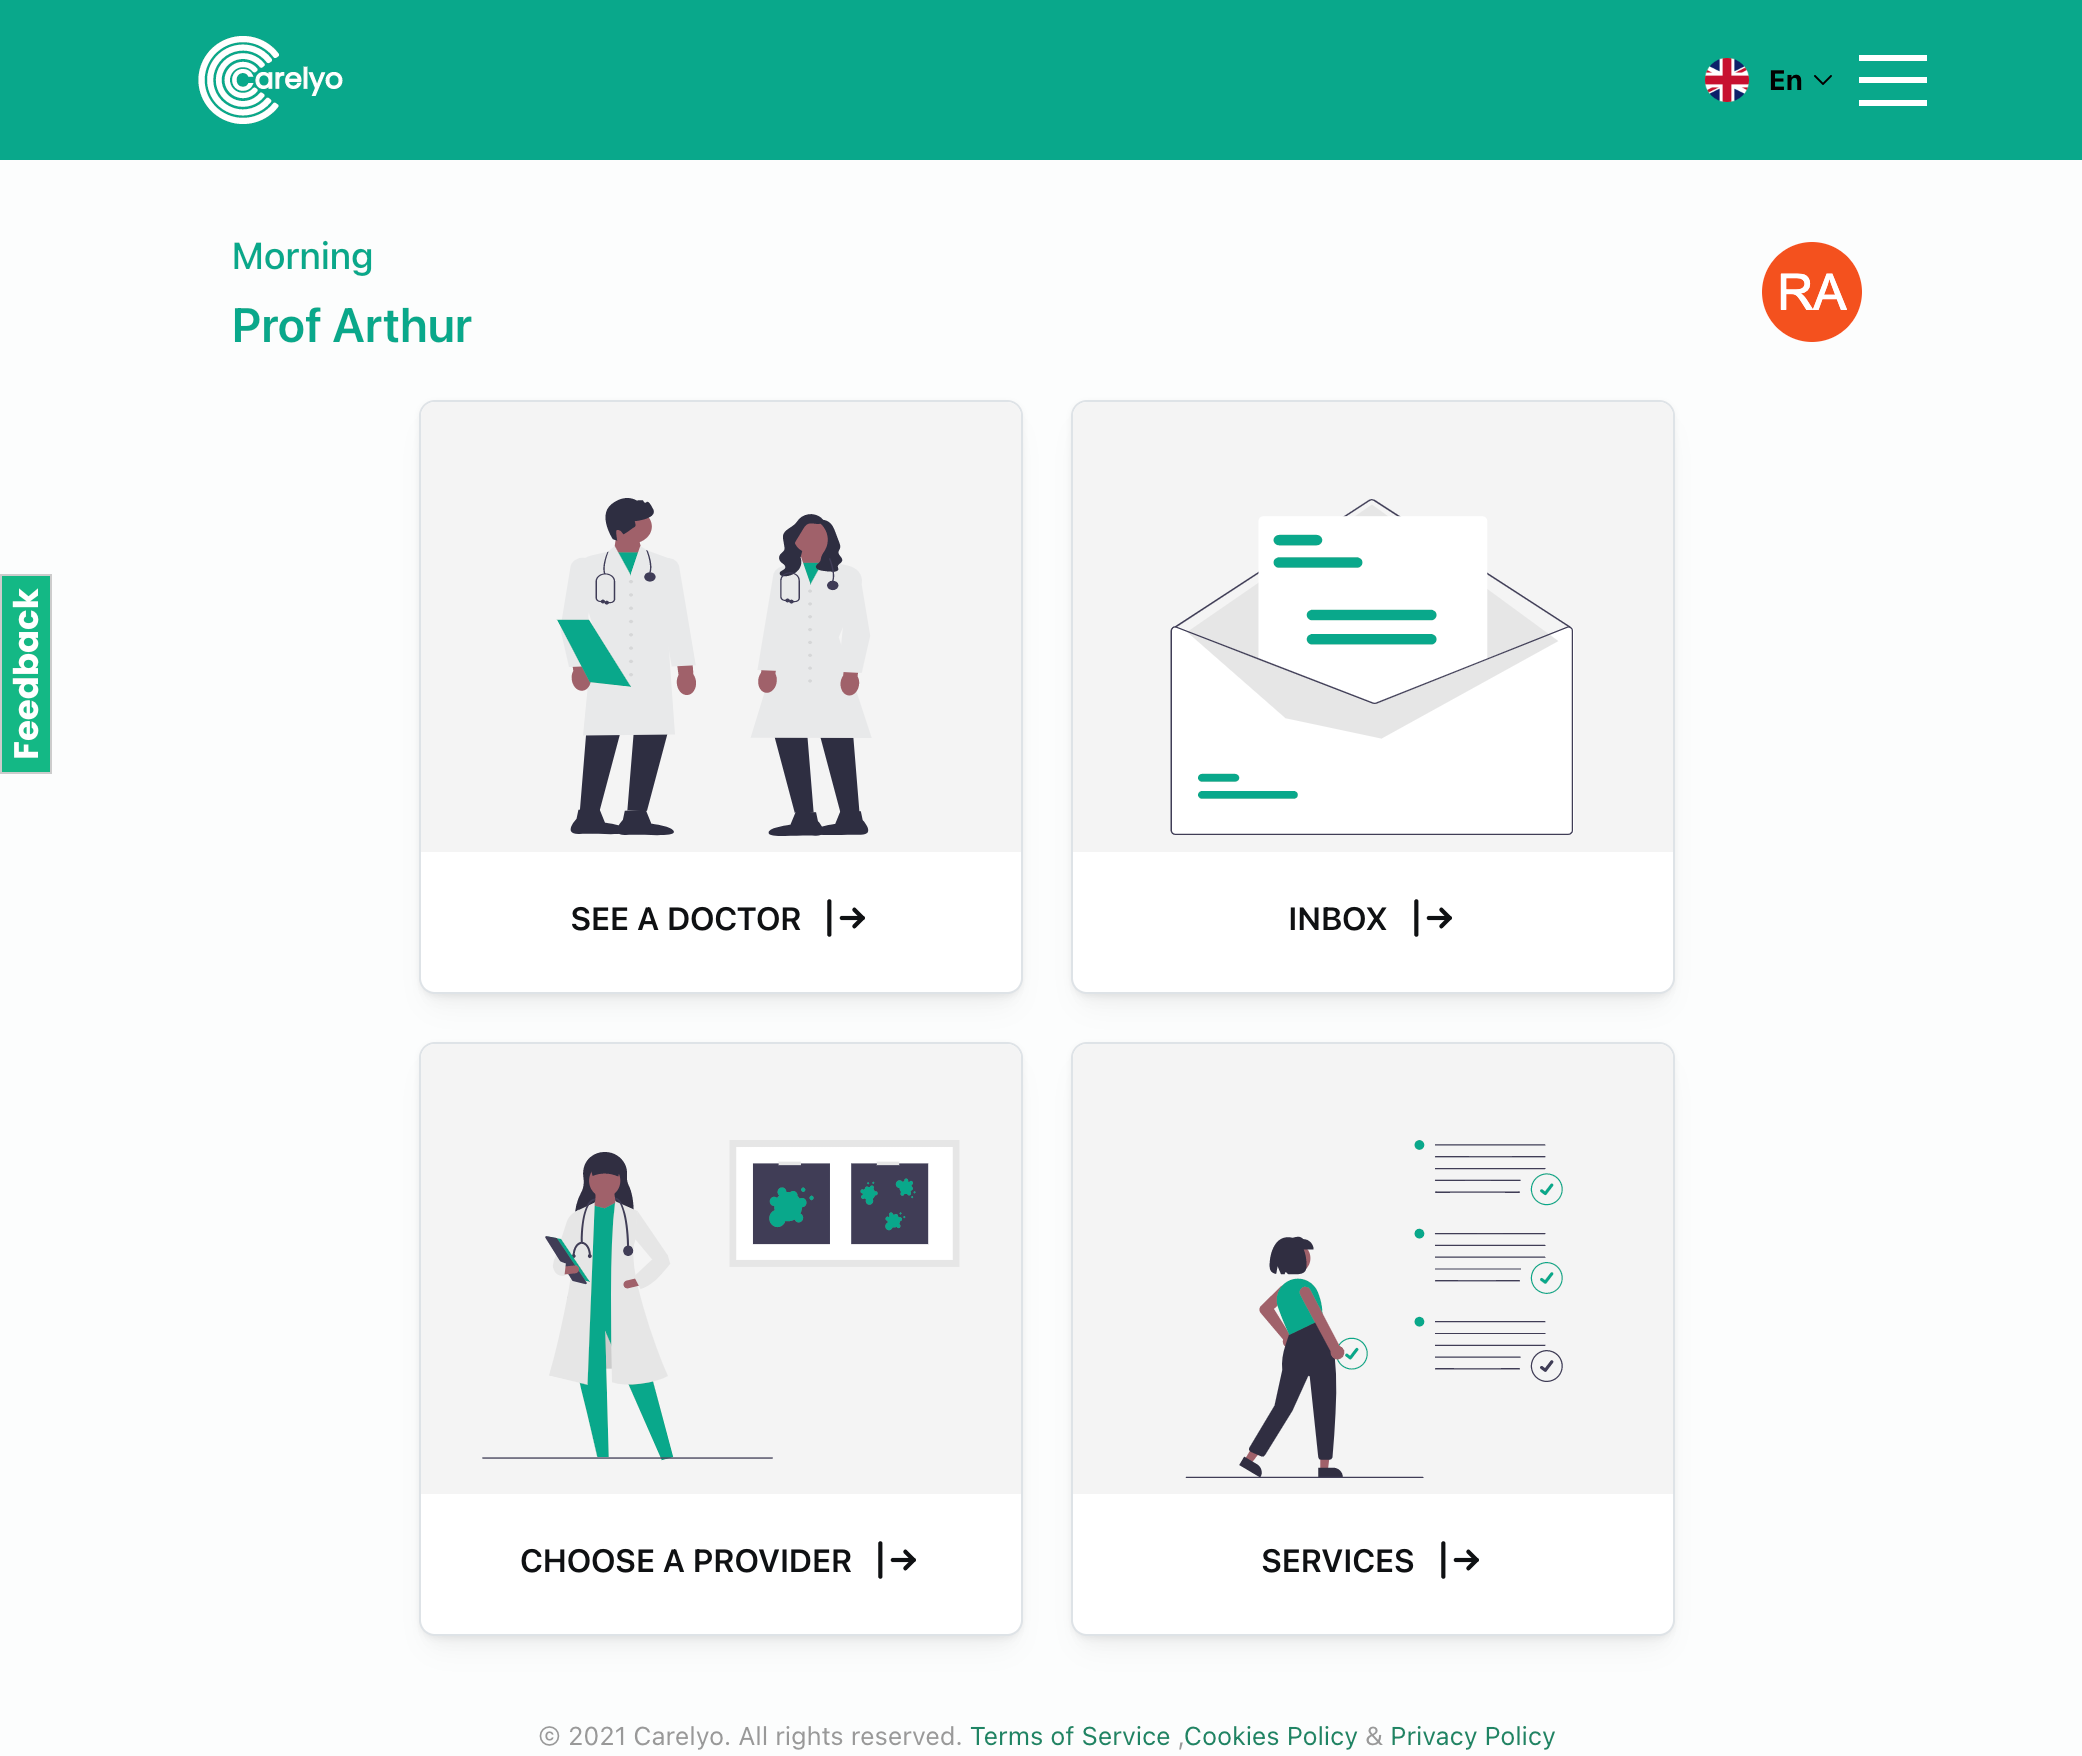 Carelyo
En
Morning
Prof Arthur
RA
Feedback
SEE A DOCTOR
INBOX
CHOOSE A PROVIDER
SERVICES
© 2021 Carelyo. All rights reserved. Terms of Service ,Cookies Policy & Privacy Policy